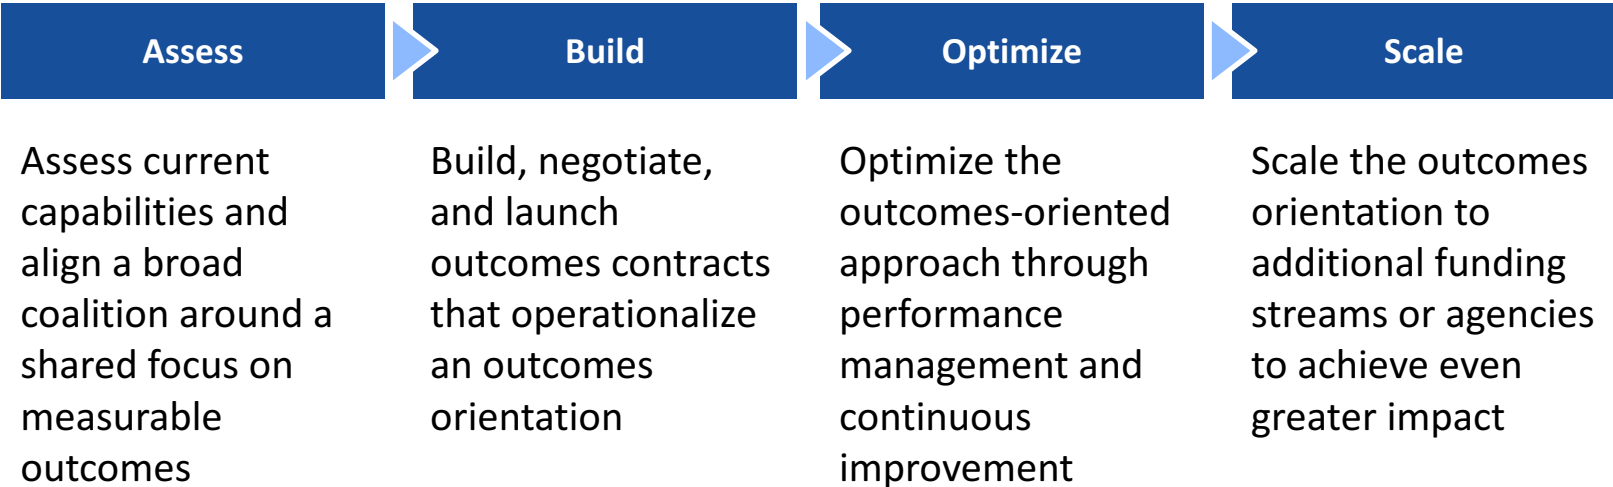 Assess
Build
Optimize
Scale
Assess current
capabilities and
align a broad
coalition around a
shared focus on
measurable
outcomes
Build, negotiate,
and launch
outcomes contracts
that operationalize
an outcomes
orientation
Optimize the
outcomes-oriented
approach through
performance
management and
continuous
improvement
Scale the outcomes
orientation to
additional funding
streams or agencies
to achieve even
greater impact